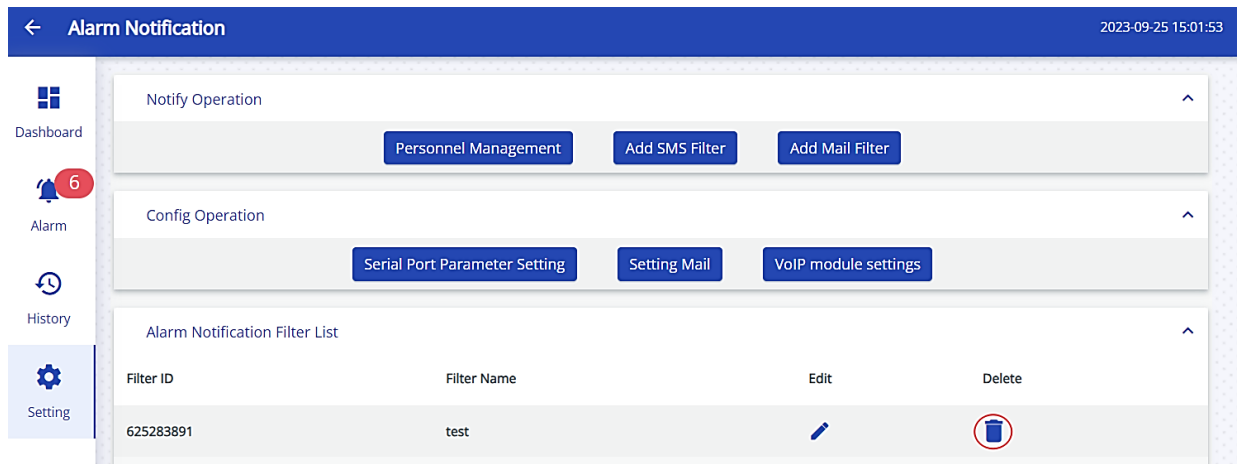 Alarm Notification
2023-09-25 15:01:53
Dashboard
6
Alarm
History
Setting
Notify Operation
Personnel Management Add SMS Filter Add Mail Filter
Config Operation
Serial Port Parameter Setting Setting Mail VoIP module settings
Alarm Notification Filter List
Filter ID Filter Name Edit Delete
625283891 test